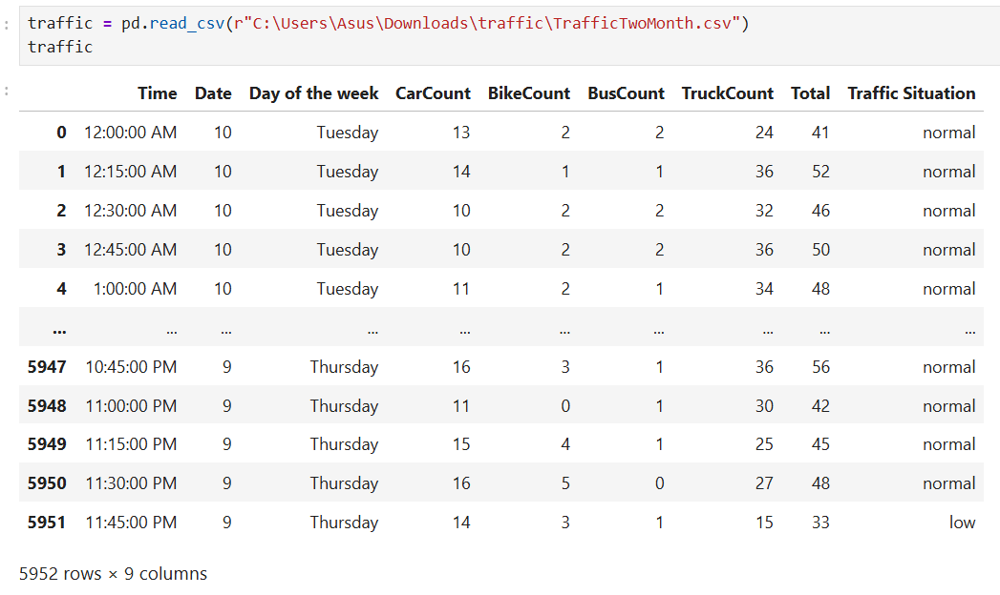 : traffic = pd.read_csv(r"C:\Users\Asus\Downloads\traffic\TrafficTwoMonth.csv")
traffic
:
Time Date Day of the week CarCount BikeCount BusCount TruckCount Total Traffic Situation
0 12:00:00 AM 10 Tuesday 13 2 2 24 41 normal
1 12:15:00 AM 10 Tuesday 14 1 1 36 52 normal
2 12:30:00 AM 10 Tuesday 10 2 2 32 46 normal
3 12:45:00 AM 10 Tuesday 10 2 2 36 50 normal
4 1:00:00 AM 10 Tuesday 11 2 1 34 48 normal
... ... ... ... ... ... ... ... ... ...
5947 10:45:00 PM 9 Thursday 16 3 1 36 56 normal
5948 11:00:00 PM 9 Thursday 11 0 1 30 42 normal
5949 11:15:00 PM 9 Thursday 15 4 1 25 45 normal
5950 11:30:00 PM 9 Thursday 16 5 0 27 48 normal
5951 11:45:00 PM 9 Thursday 14 3 1 15 33 low
5952 rows × 9 columns